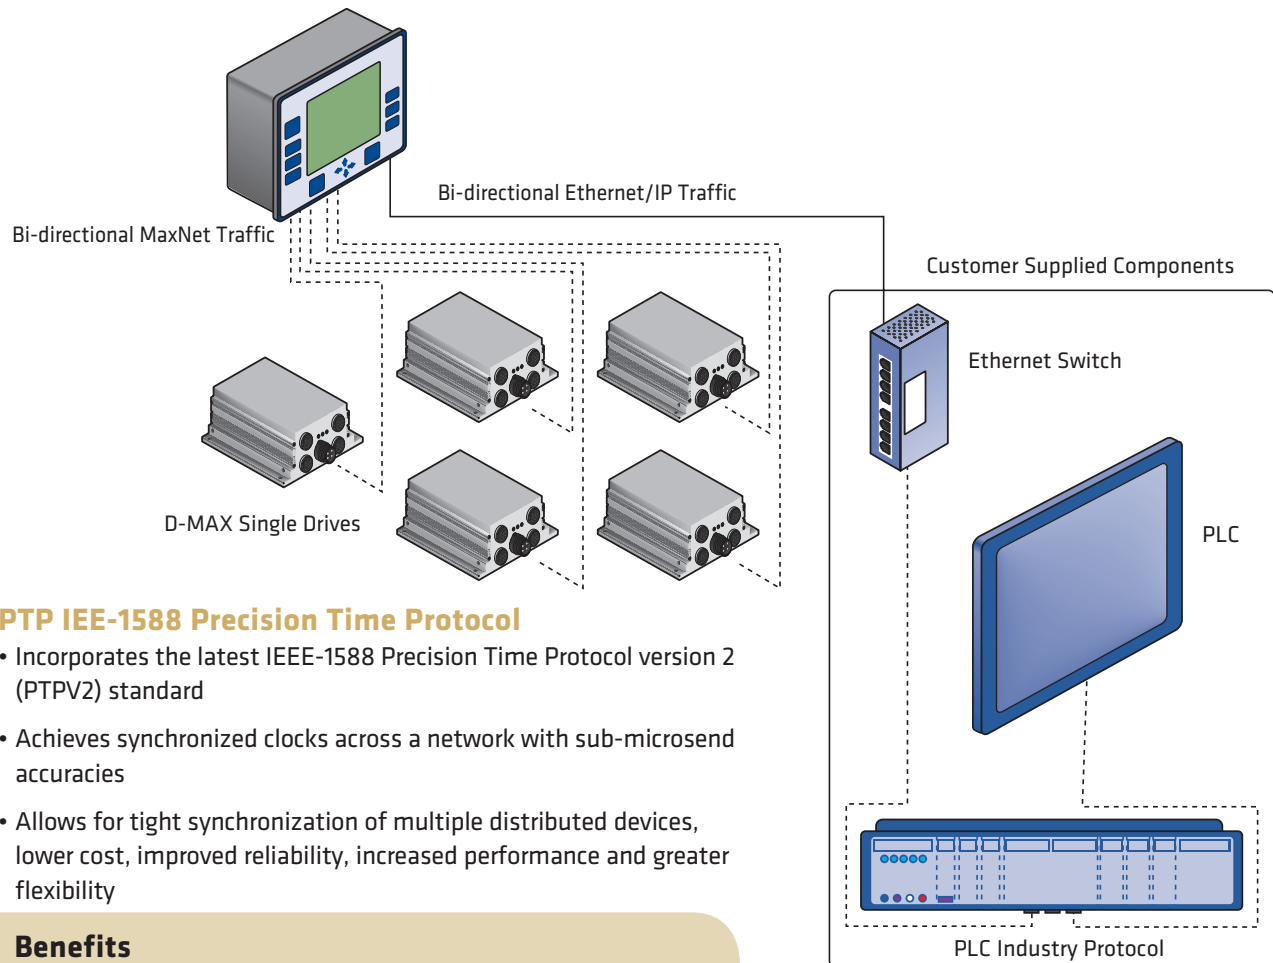 Bi-directional Ethernet/IP Traffic
Bi-directional MaxNet Traffic
Customer Supplied Components
Ethernet Switch
D-MAX Single Drives
PLC
PTP IEE-1588 Precision Time Protocol
• Incorporates the latest IEEE-1588 Precision Time Protocol version 2
(PTPV2) standard
• Achieves synchronized clocks across a network with sub-microsend
accuracies
• Allows for tight synchronization of multiple distributed devices,
lower cost, improved reliability, increased performance and greater
flexibility
Benefits
PLC Industry Protocol